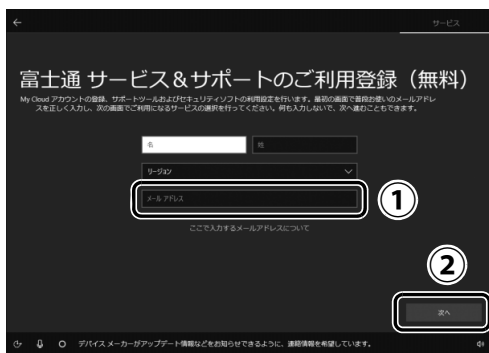 サービス
富士通 サービス＆サポートのご利用登録（無料）
My Cloud アカウントの登録、サポートツールおよびセキュリティソフトの利用設定を行います。最初の画面で普段お使いのメールアドレ
スを正しく入力し、次の画面でご利用になるサービスの選択を行ってください。何も入力しないで、次へ進むこともできます。
名 姓
リージョン
メール アドレス
①
ここで入力するメールアドレスについて
②
次へ
デバイス メーカーがアップデート情報などをお知らせできるように、連絡情報を希望しています。